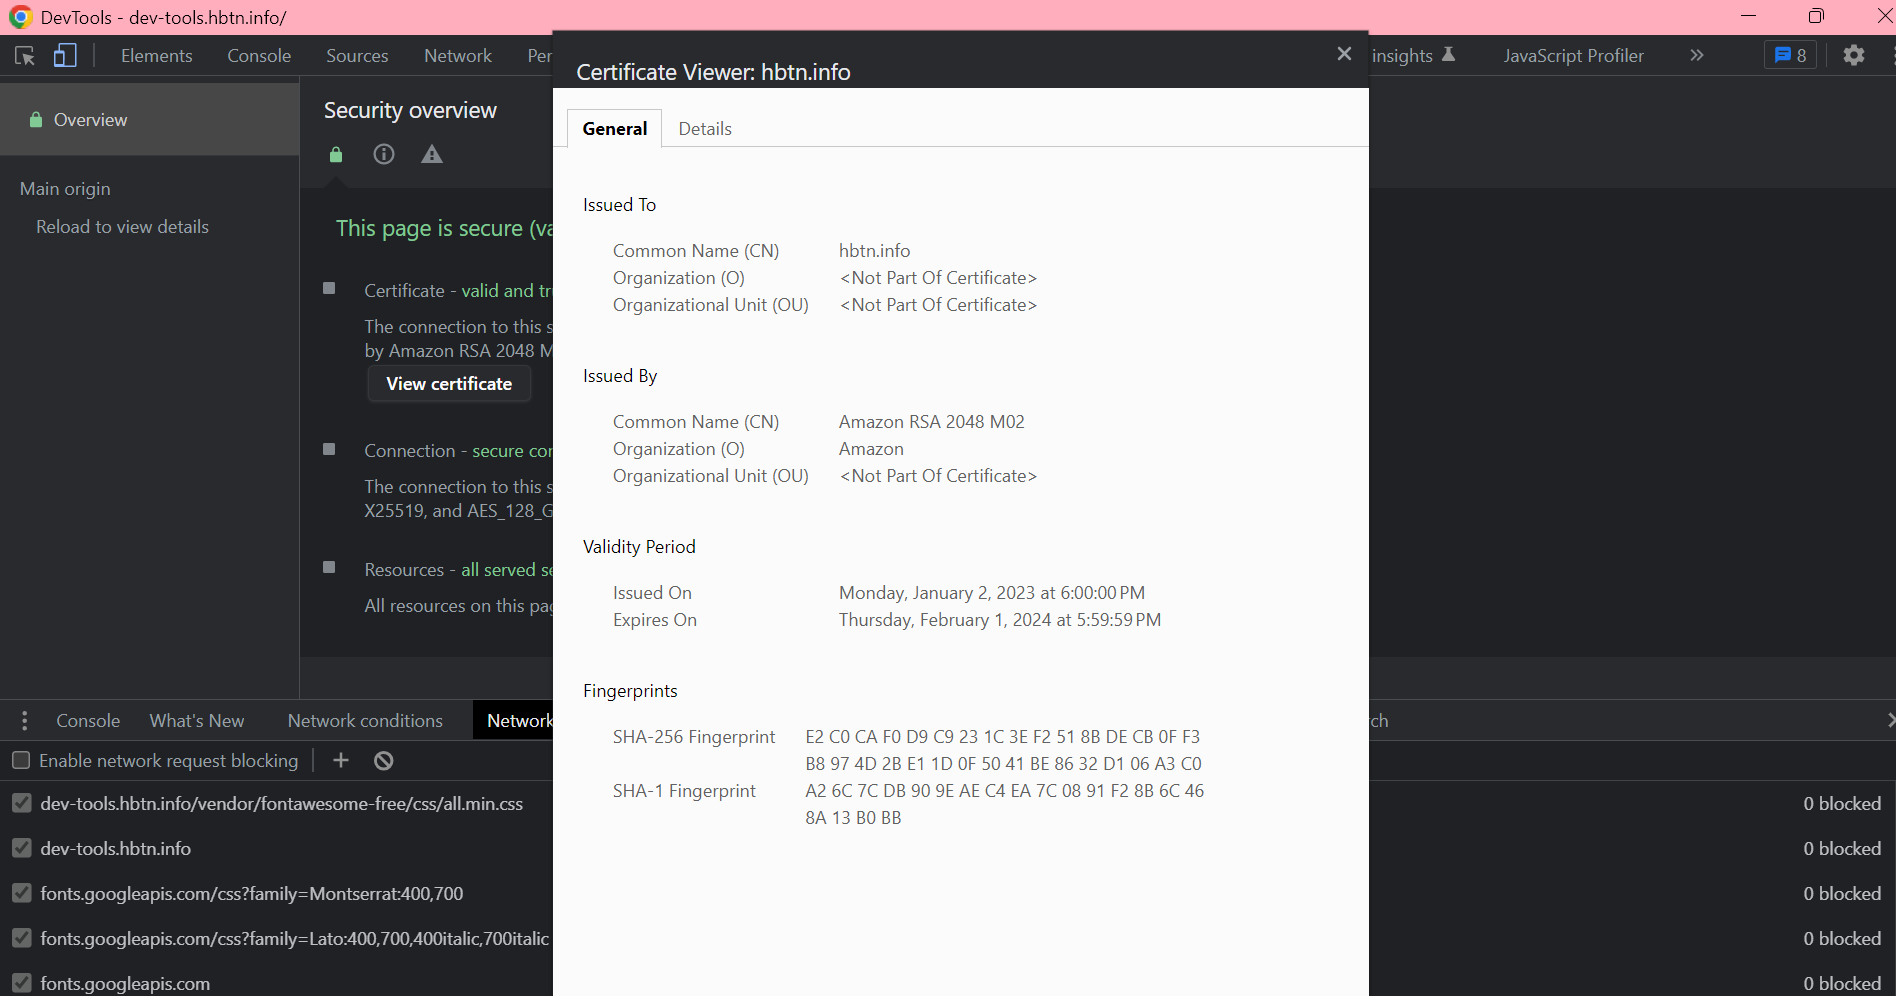 DevTools - dev-tools.hbtn.info/
Elements Console Sources Network insights JavaScript Profiler 8
Certificate Viewer: hbtn.info
Overview
Security overview
General Details
Main origin
Reload to view details
This page is secure
Certificate - valid and
The connection to this
by Amazon RSA 2048
View certificate
Connection - secure
The connection to this
X25519, and
Resources - all served
All resources on this
Issued To
Common Name (CN) hbtn.info
Organization (O) <Not Part Of Certificate>
Organizational Unit (OU) <Not Part Of Certificate>
Issued By
Common Name (CN) Amazon RSA 2048 M02
Organization (O) Amazon
Organizational Unit (OU) <Not Part Of Certificate>
Validity Period
Issued On Monday, January 2, 2023 at 6:00:00 PM
Expires On Thursday, February 1, 2024 at 5:59:59 PM
Fingerprints
SHA-256 Fingerprint E2 C0 CA F0 D9 C9 23 1C 3E F2 51 8B DE CB 0F F3
B8 97 4D 2B E1 1D 0F 50 41 BE 86 32 D1 06 A3 C0
SHA-1 Fingerprint A2 6C 7C DB 90 9E AE C4 EA 7C 08 91 F2 8B 6C 46
8A 13 B0 BB
Console What's New Network conditions Network
Enable network request blocking
dev-tools.hbtn.info/vendor/fontawesome-free/css/all.min.css 0 blocked
dev-tools.hbtn.info 0 blocked
fonts.googleapis.com/css?family=Montserrat:400,700 0 blocked
fonts.googleapis.com/css?family=Lato:400,700,400italic,700italic 0 blocked
fonts.googleapis.com 0 blocked